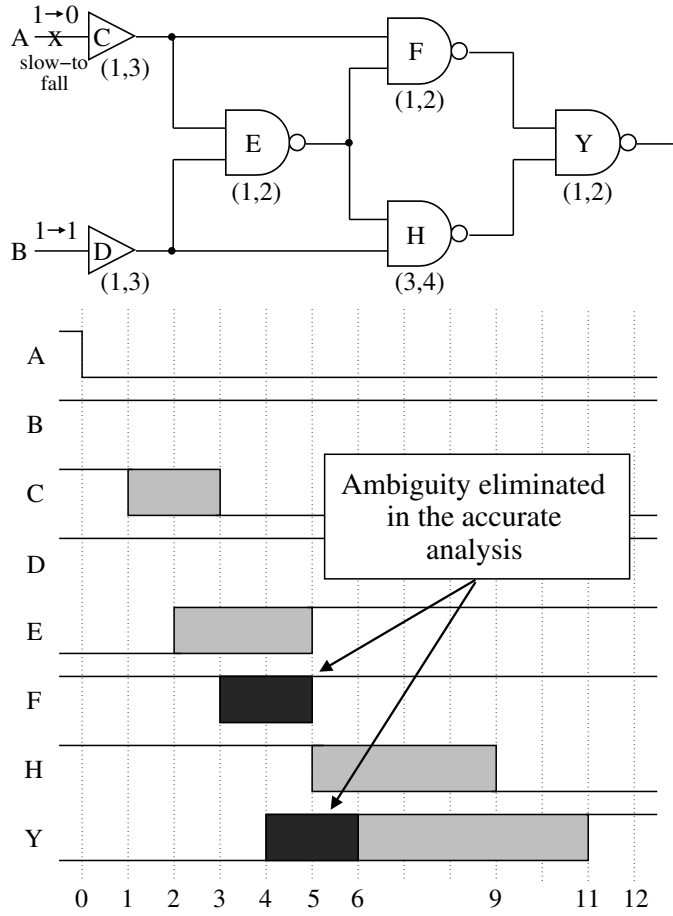 1→0
A x C
slow–to
fall
(1,3)
F
(1,2)
E
(1,2)
Y
(1,2)
1→1
B D
(1,3)
H
(3,4)
A
B
C
D
E
F
H
Y
Ambiguity eliminated
in the accurate
analysis
0 1 2 3 4 5 6 9 11 12